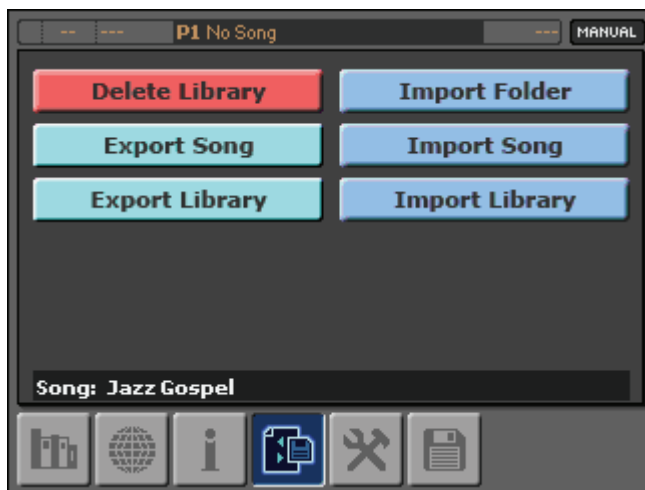 -- --- P1 No Song --- MANUAL
Delete Library Import Folder
Export Song Import Song
Export Library Import Library
Song: Jazz Gospel